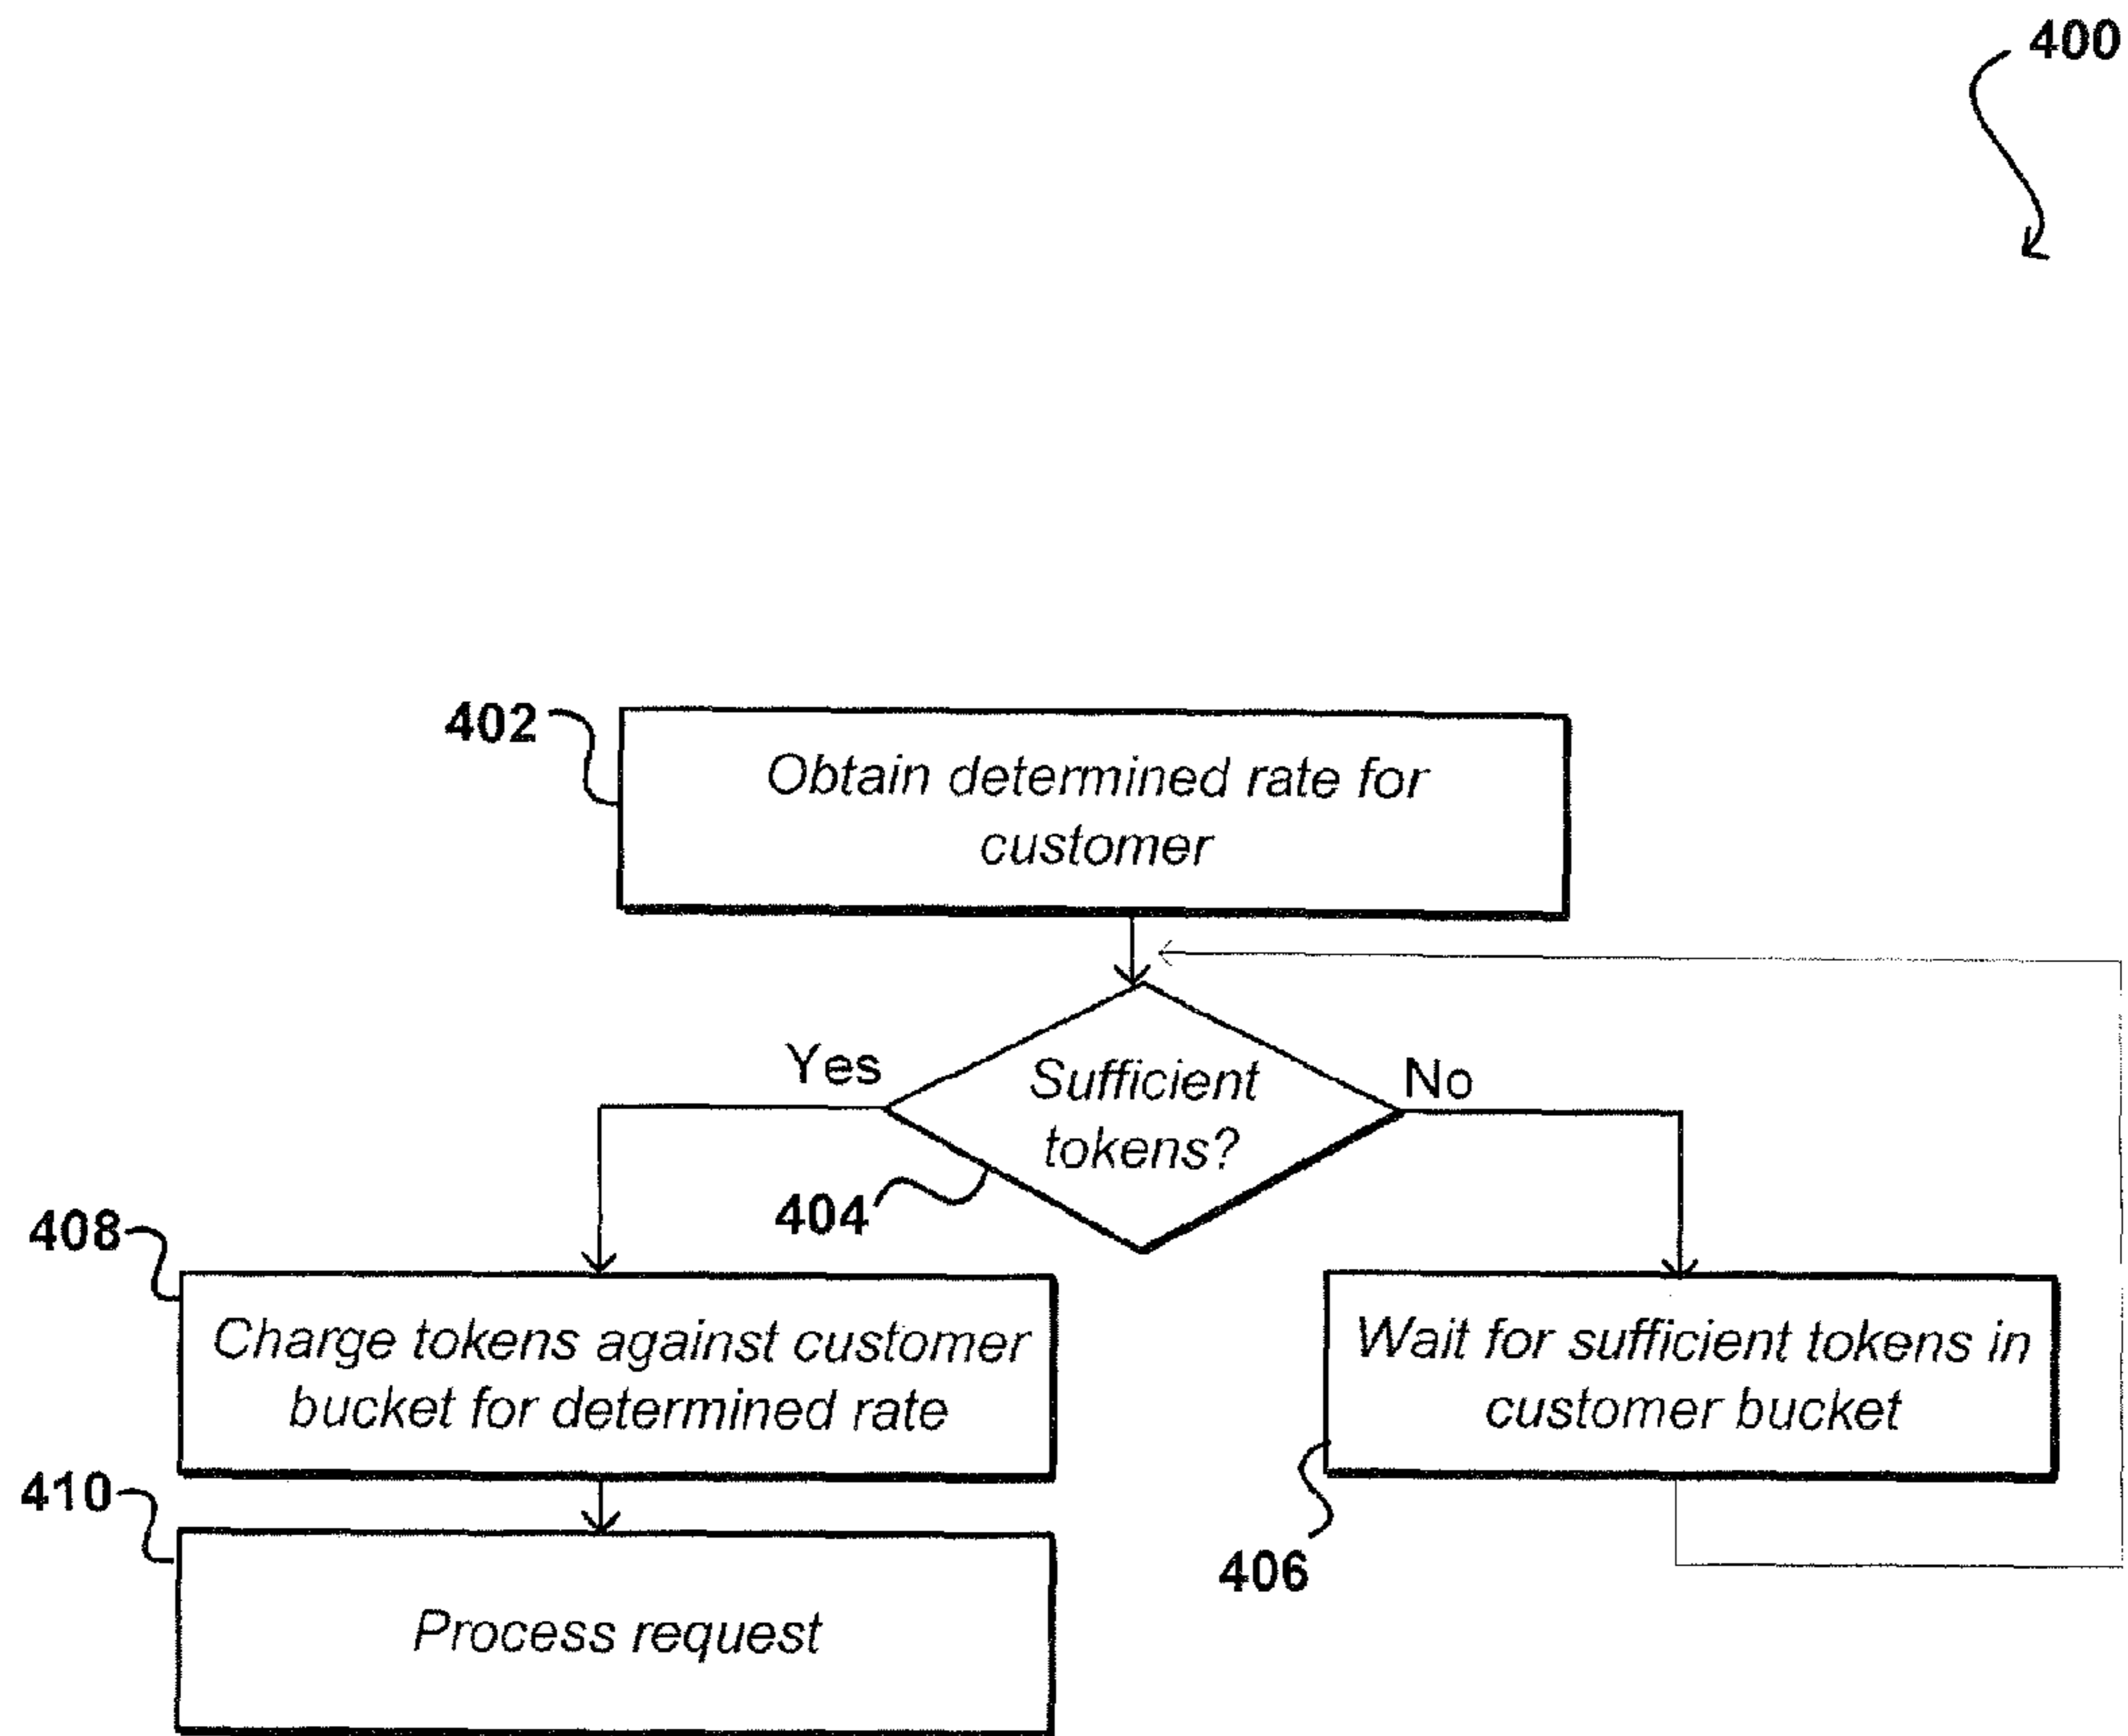 400
402
Obtain determined rate for
customer
Yes
No
Sufficient
tokens?
404
408
Charge tokens against customer
bucket for determined rate
Wait for sufficient tokens in
customer bucket
410
406
Process request